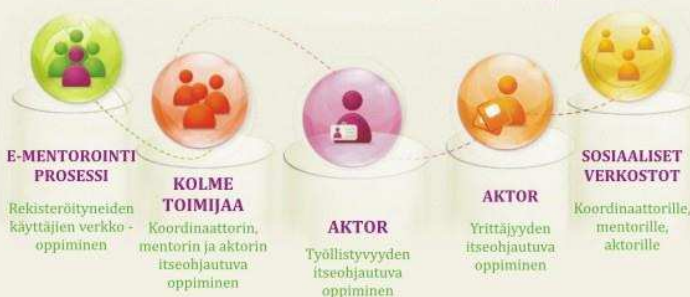 E-MENTOROINTI
PROSESSI
Rekisteröityneiden
käyttäjien verkko -
oppiminen
KOLME
TOIMIJAA
Koordinaattorin,
mentorin ja aktorin
itseohjautuva
oppiminen
AKTOR
Työllistyvyyden
itseohjautuva
oppiminen
AKTOR
Yrittäjyyden
itseohjautuva
oppiminen
SOSIAALISET
VERKOSTOT
Koordinaattorille,
mentorille,
aktorille